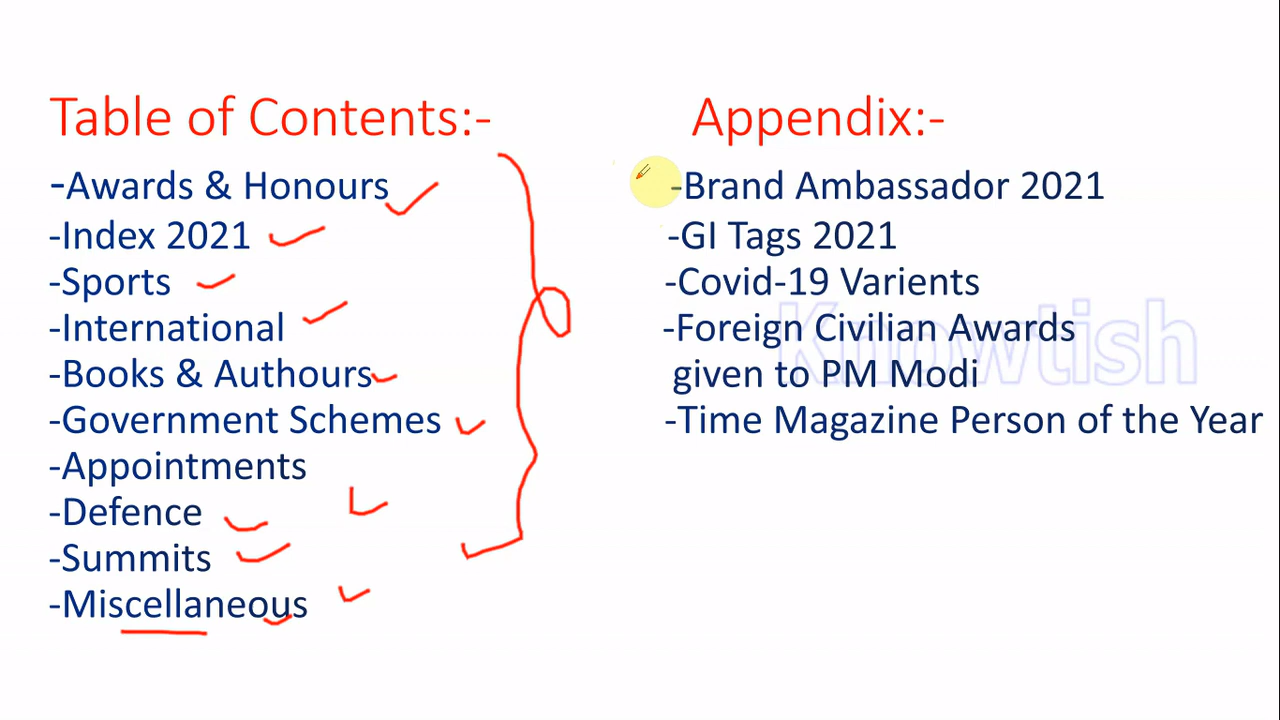 Table of Contents:-
-Awards & Honours
-Index 2021
-Sports
-International
-Books & Authours
-Government Schemes
-Appointments
-Defence
-Summits
-Miscellaneous
Appendix:-
-Brand Ambassador 2021
-GI Tags 2021
-Covid-19 Varients
-Foreign Civilian Awards
given to PM Modi
-Time Magazine Person of the Year
Knowtish